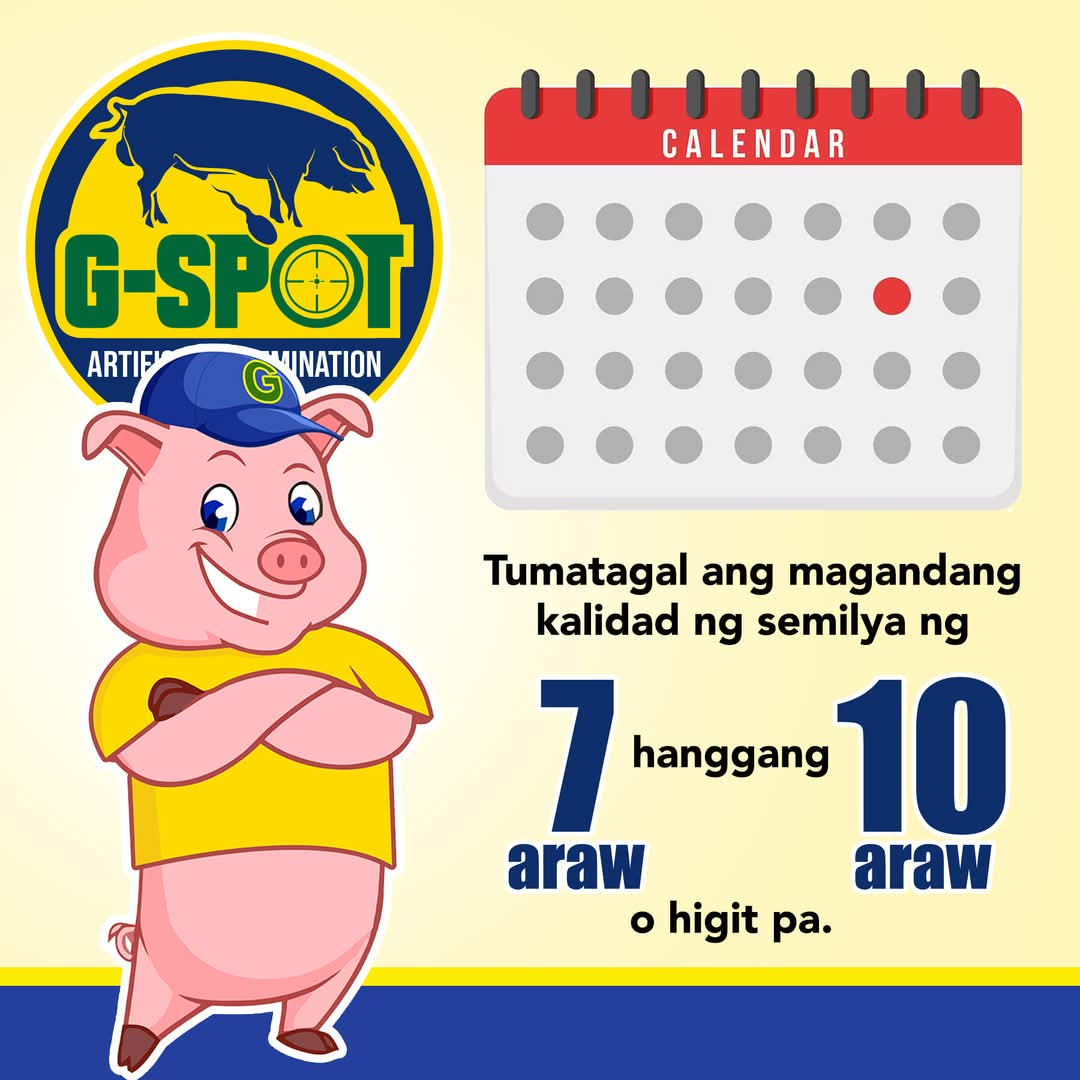 G-SPOT
CALENDAR
G
Tumatagal ang magandang
kalidad ng semilya ng
7 hanggang 10
araw araw
o higit pa.